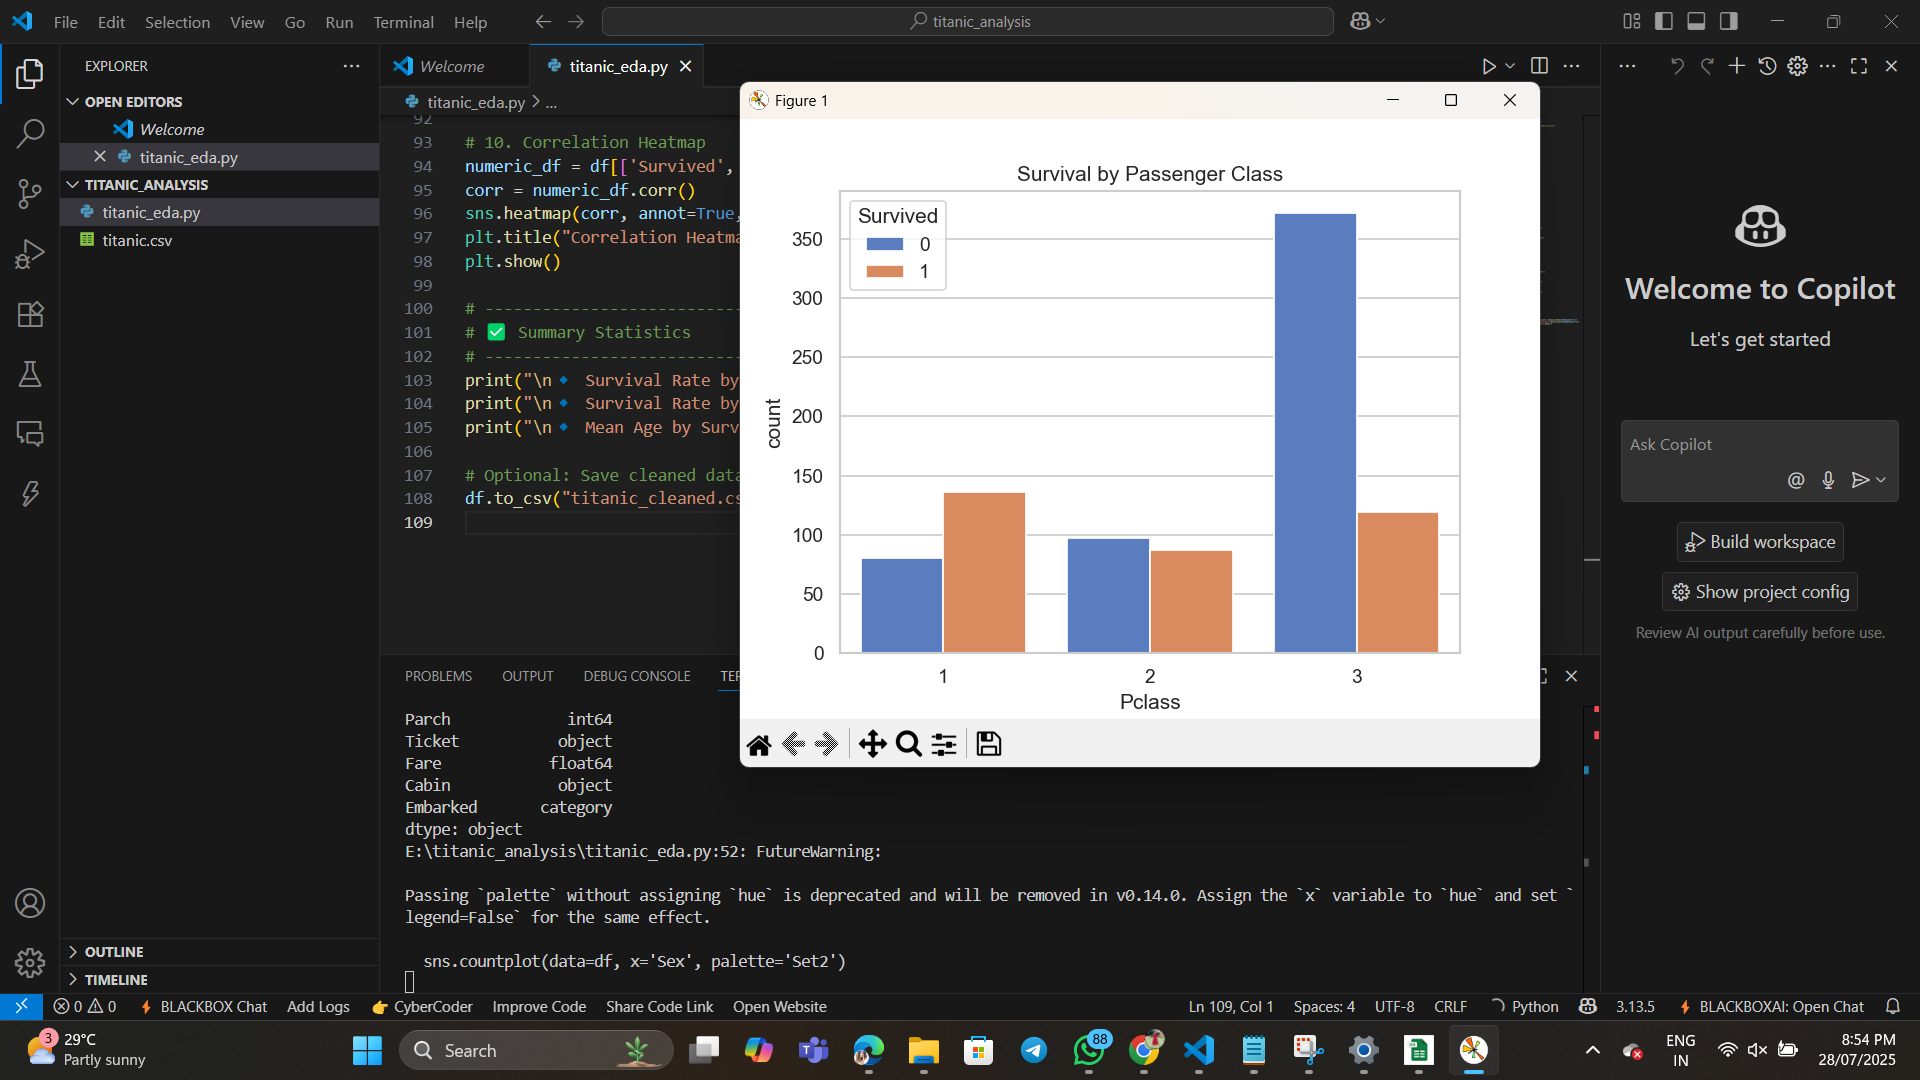 File Edit Selection View Go Run Terminal Help
titanic_analysis
EXPLORER
OPEN EDITORS
Welcome
titanic_eda.py
TITANIC_ANALYSIS
titanic_eda.py
titanic.csv
OUTLINE
TIMELINE
Welcome
titanic_eda.py
titanic_eda.py > ...
92
93 # 10. Correlation Heatmap
94 numeric_df = df[['Survived',
95 corr = numeric_df.corr()
96 sns.heatmap(corr, annot=True,
97 plt.title("Correlation Heatma
98 plt.show()
99
100 # ---------------------------
101 # ✅ Summary Statistics
102 # ---------------------------
103 print("\n🔹 Survival Rate by
104 print("\n🔹 Survival Rate by
105 print("\n🔹 Mean Age by Surv
106
107 # Optional: Save cleaned data
108 df.to_csv("titanic_cleaned.cs
109
Figure 1
Survival by Passenger Class
Survived
0
1
350
300
250
200
150
100
50
0
count
1 2 3
Pclass
PROBLEMS OUTPUT DEBUG CONSOLE TER
Parch int64
Ticket object
Fare float64
Cabin object
Embarked category
dtype: object
E:\titanic_analysis\titanic_eda.py:52: FutureWarning:
Passing `palette` without assigning `hue` is deprecated and will be removed in v0.14.0. Assign the `x` variable to `hue` and set `
legend=False` for the same effect.
sns.countplot(data=df, x='Sex', palette='Set2')
Welcome to Copilot
Let's get started
Ask Copilot
Build workspace
Show project config
Review AI output carefully before use.
0 0 BLACKBOX Chat Add Logs 👉 CyberCoder Improve Code Share Code Link Open Website Ln 109, Col 1 Spaces: 4 UTF-8 CRLF Python 3.13.5 BLACKBOXAI: Open Chat
3
29°C
Partly sunny
Search
88
ENG
IN
8:54 PM
28/07/2025